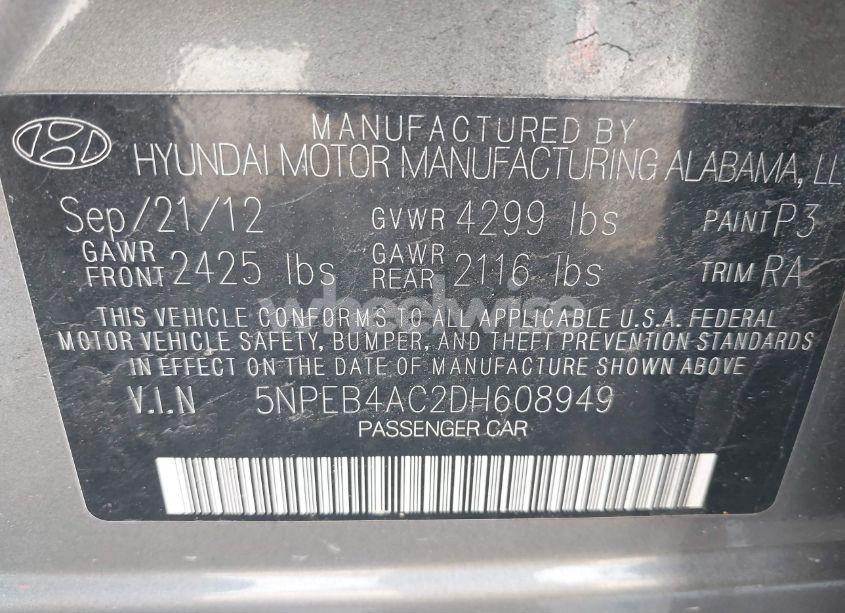 MANUFACTURED BY
HYUNDAI MOTOR MANUFACTURING ALABAMA, LL
Sep/21/12 GVWR 4299 lbs PAINT P3
GAWR FRONT 2425 lbs GAWR REAR 2116 lbs TRIM RA
wheelwise
THIS VEHICLE CONFORMS TO ALL APPLICABLE U.S.A. FEDERAL
MOTOR VEHICLE SAFETY, BUMPER, AND THEFT PREVENTION STANDARDS
IN EFFECT ON THE DATE OF MANUFACTURE SHOWN ABOVE
V.I.N 5NPEB4AC2DH608949
PASSENGER CAR